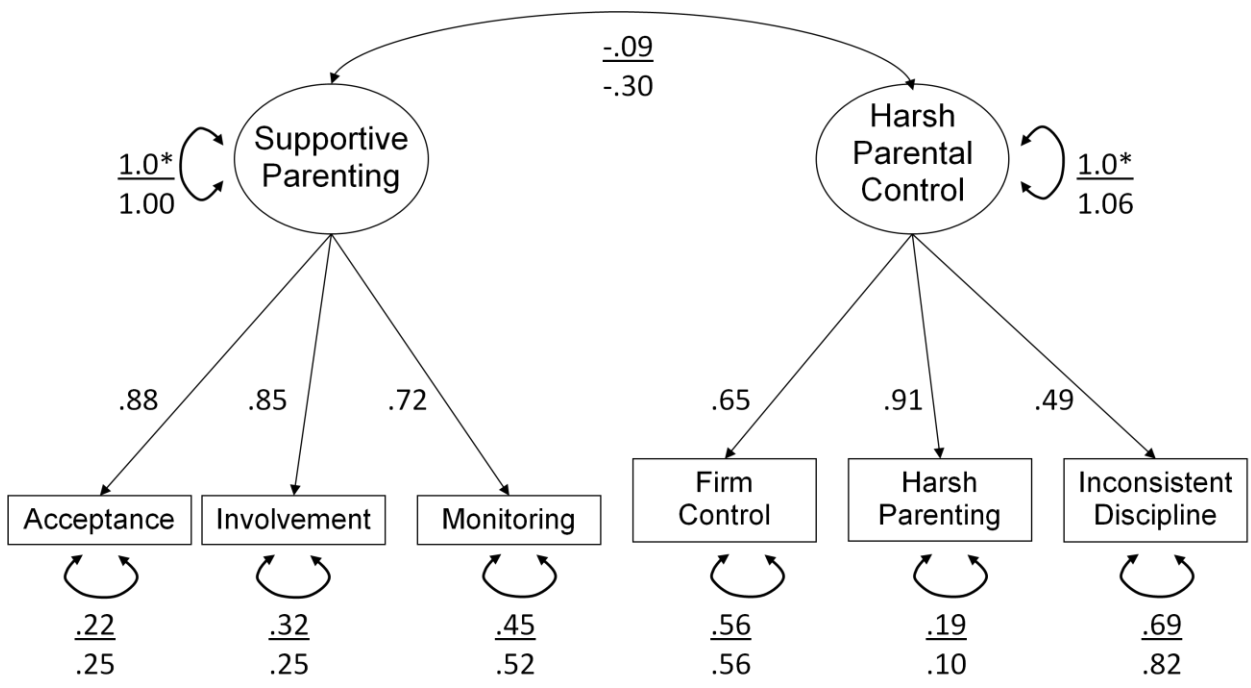 -.09
-.30
Supportive
Parenting
Harsh
Parental
Control
1.0*
1.00
1.0*
1.06
.88
.85
.72
.65
.91
.49
Acceptance
Involvement
Monitoring
Firm
Control
Harsh
Parenting
Inconsistent
Discipline
.22
.25
.32
.25
.45
.52
.56
.56
.19
.10
.69
.82